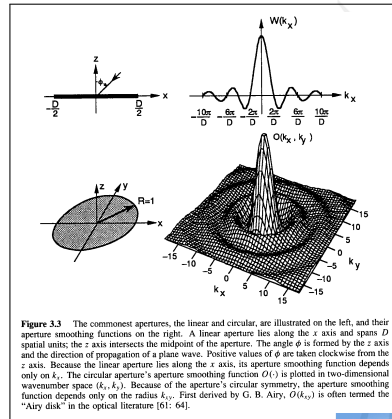 W(kₓ)
z
ϕ
x
-D/2
D/2
kₓ
-10π/D -6π/D -2π/D 2π/D 6π/D 10π/D
O(kₓ, k_y)
z
y
R=1
x
-15 -10 -5 0 5 10 15
kₓ
15
10
5
0
-5
-10
-15
k_y
Figure 3.3 The commonest apertures, the linear and circular, are illustrated on the left, and their
aperture smoothing functions on the right. A linear aperture lies along the x axis and spans D
spatial units; the z axis intersects the midpoint of the aperture. The angle ϕ is formed by the z axis
and the direction of propagation of a plane wave. Positive values of ϕ are taken clockwise from the
z axis. Because the linear aperture lies along the x axis, its aperture smoothing function depends
only on kₓ. The circular aperture's aperture smoothing function O(·) is plotted in two-dimensional
wavenumber space (kₓ, k_y). Because of the aperture's circular symmetry, the aperture smoothing
function depends only on the radius kₓᵧ. First derived by G. B. Airy, O(kₓᵧ) is often termed the
"Airy disk" in the optical literature [61: 64].